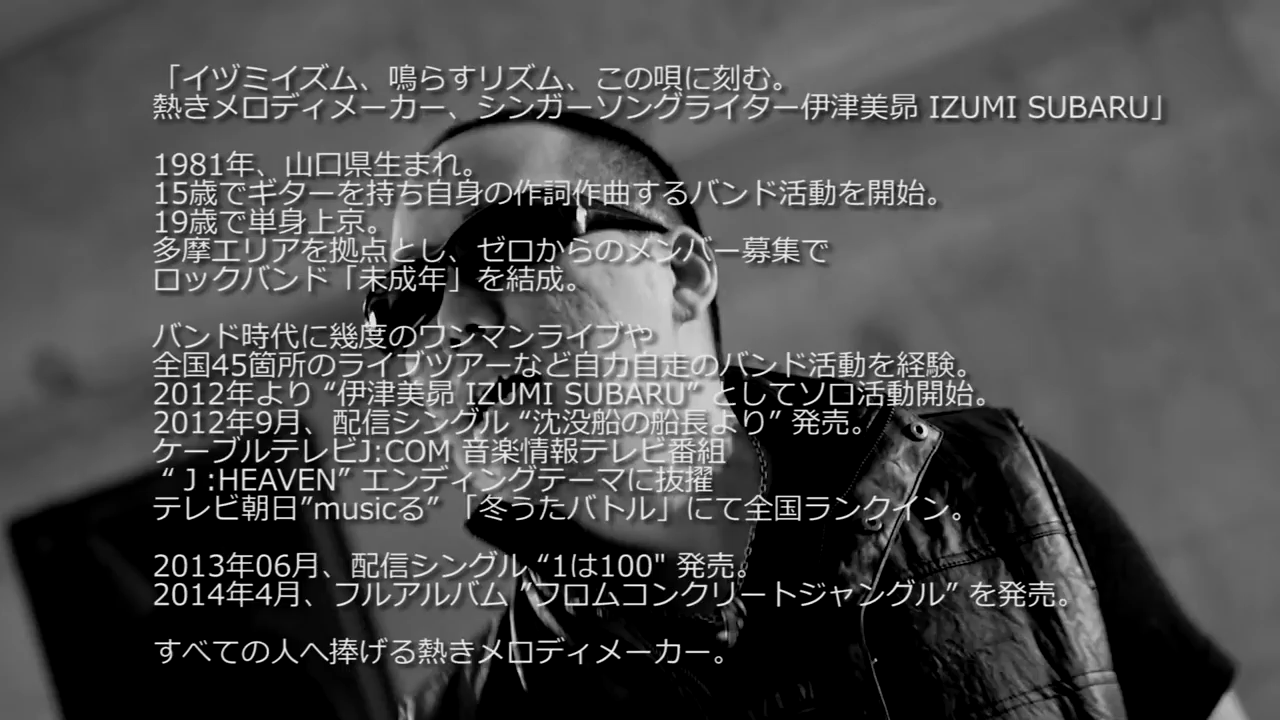 「イヅミイズム、鳴らすリズム、この唄に刻む。
熱きメロディメーカー、シンガーソングライター伊津美昴 IZUMI SUBARU」
1981年、山口県生まれ。
15歳でギターを持ち自身の作詞作曲するバンド活動を開始。
19歳で単身上京。
多摩エリアを拠点とし、ゼロからのメンバー募集で
ロックバンド「未成年」を結成。
バンド時代に幾度のワンマンライブや
全国45箇所のライブツアーなど自力自走のバンド活動を経験。
2012年より “伊津美昴 IZUMI SUBARU” としてソロ活動開始。
2012年9月、配信シングル “沈没船の船長より” 発売。
ケーブルテレビJ:COM 音楽情報テレビ番組
“Ｊ:HEAVEN” エンディングテーマに抜擢
テレビ朝日”musicる” 「冬うたバトル」にて全国ランクイン。
2013年06月、配信シングル “1は100" 発売。
2014年4月、フルアルバム ”フロムコンクリートジャングル” を発売。
すべての人へ捧げる熱きメロディメーカー。